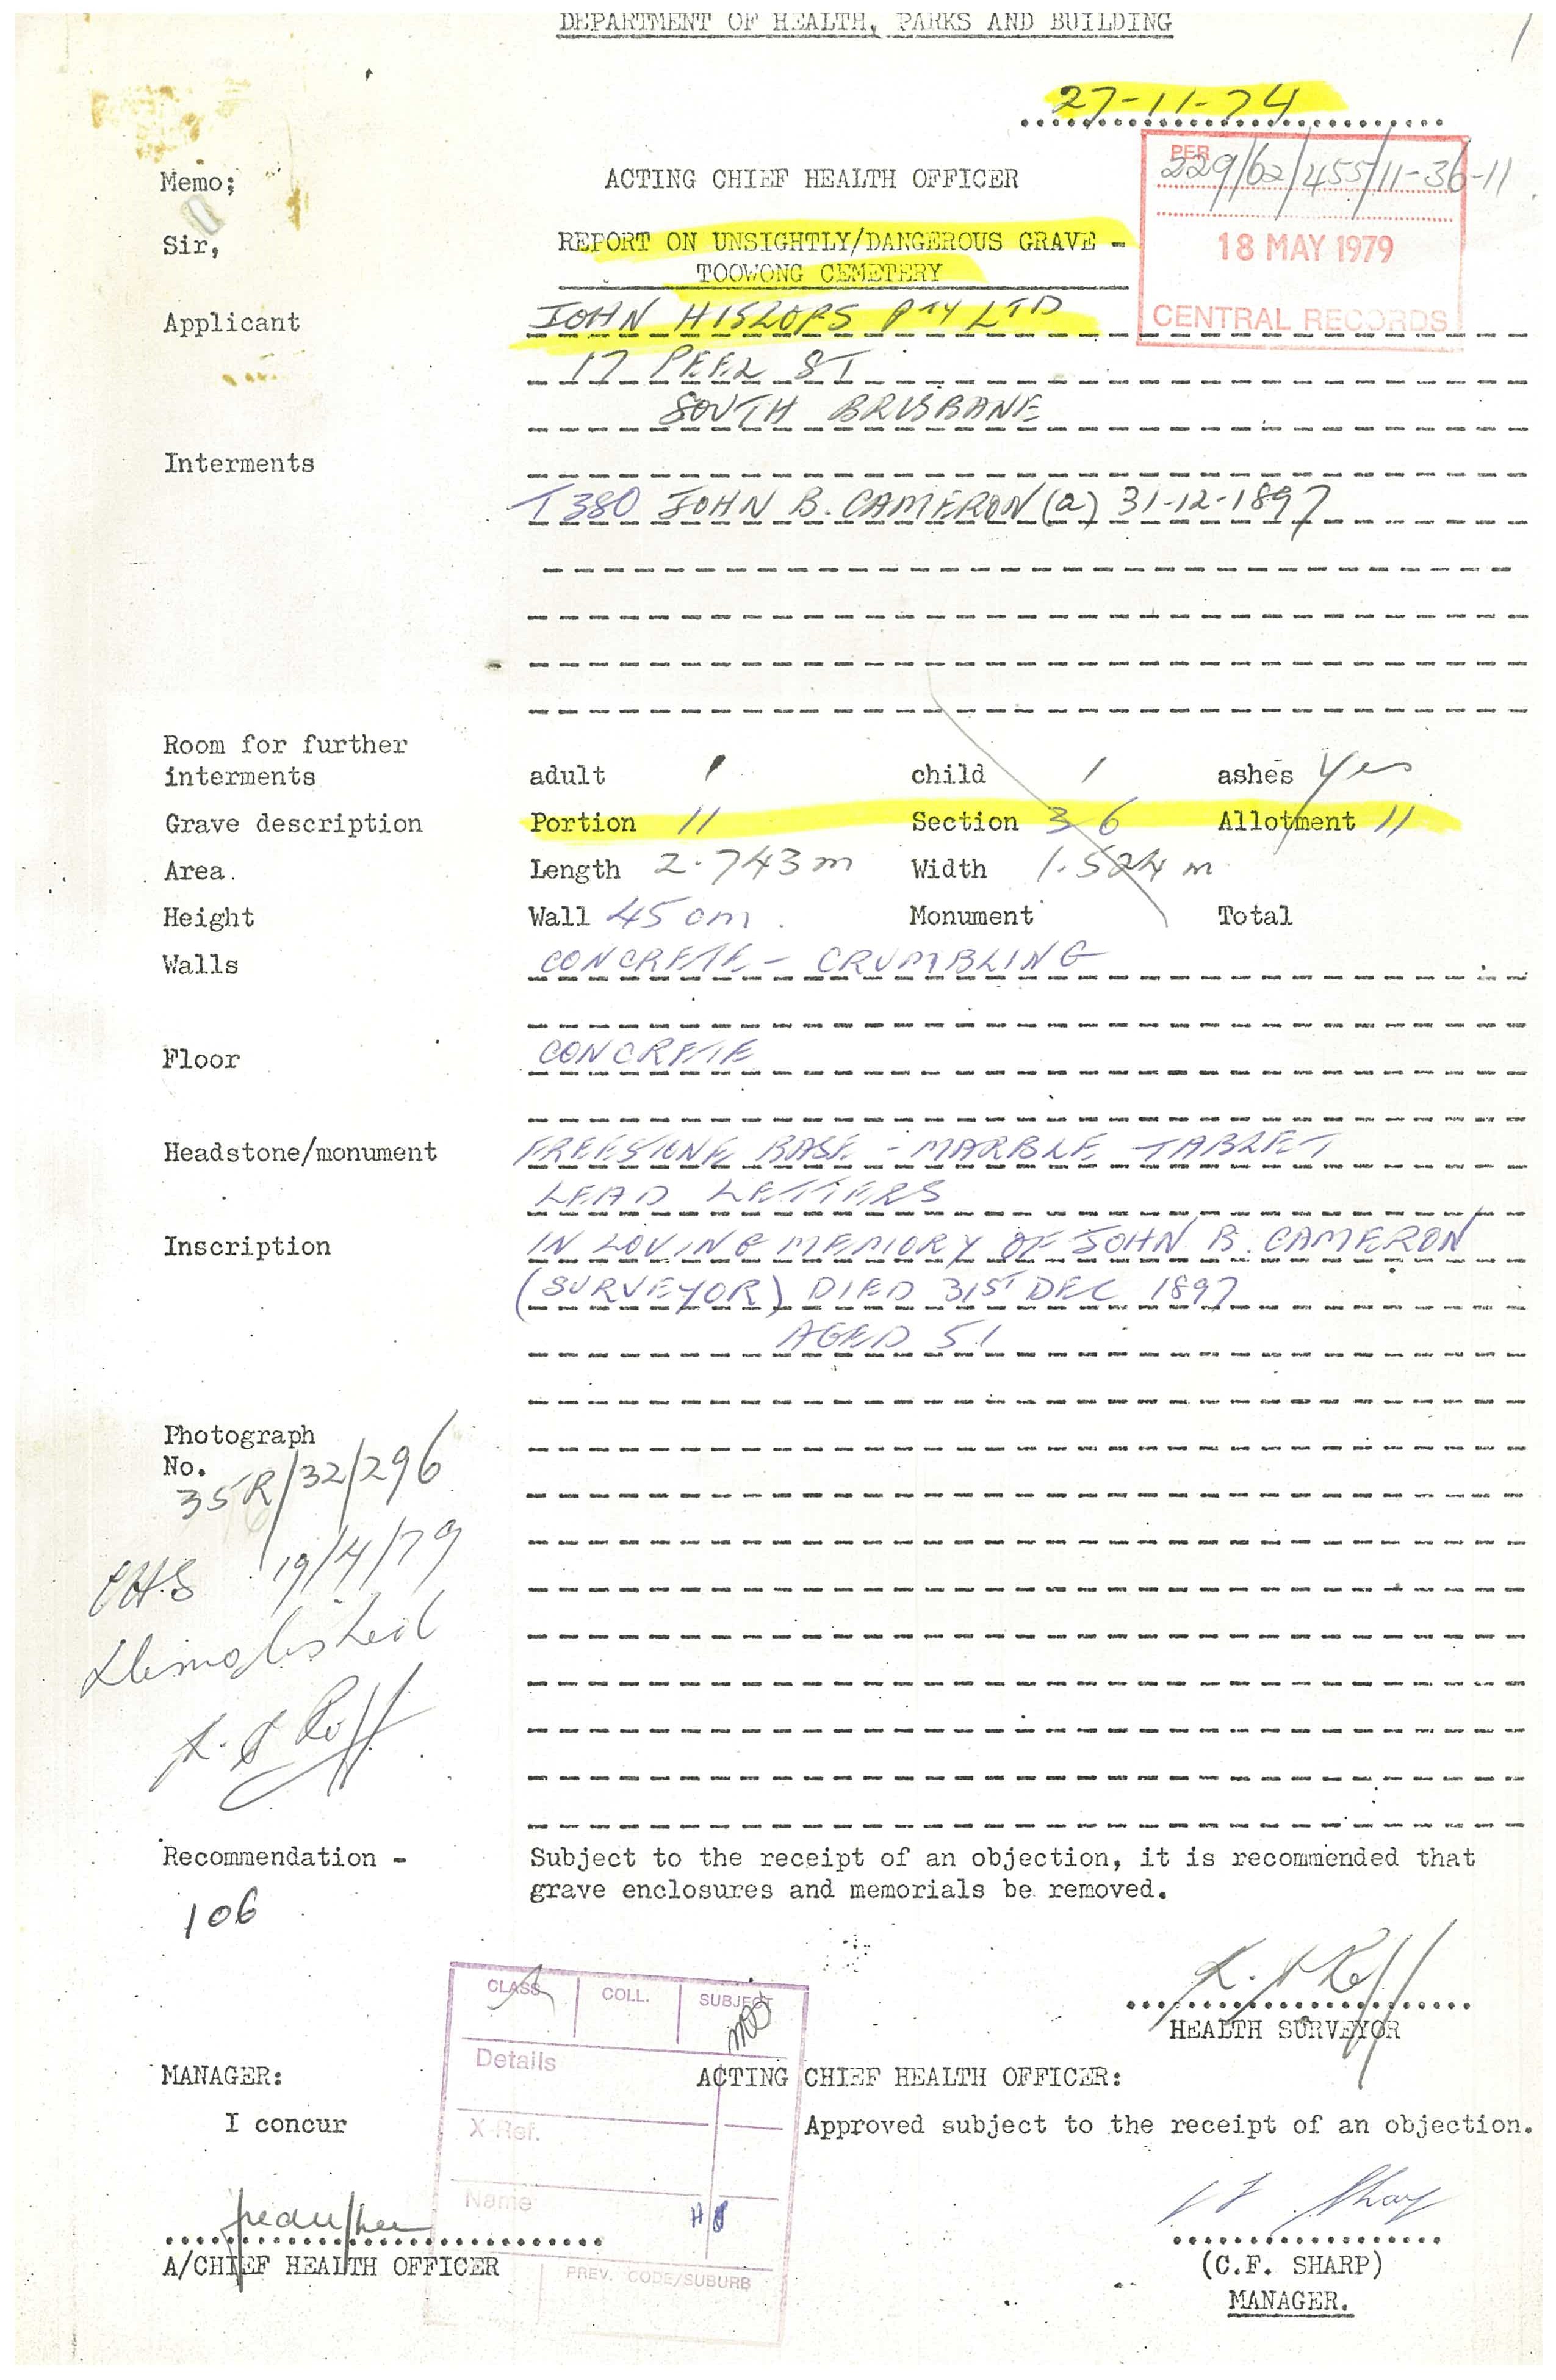 DEPARTMENT OF HEALTH, PARKS AND BUILDING
27-11-74
PER
229/62/455/11-36-11
18 MAY 1979
CENTRAL RECORDS
Memo; ACTING CHIEF HEALTH OFFICER
Sir, REPORT ON UNSIGHTLY/DANGEROUS GRAVE -
TOOWONG CEMETERY
Applicant JOHN HISLOPS PTY LTD
17 PEEL ST
SOUTH BRISBANE
Interments
T380 JOHN B. CAMERON (a) 31-12-1897
Room for further
interments adult 1 child 1 ashes Yes
Grave description Portion 11 Section 36 Allotment 11
Area. Length 2.743m Width 1.524 m
Height Wall 45cm. Monument Total
Walls CONCRETE - CRUMBLING
Floor CONCRETE
Headstone/monument FREESTONE BASE - MARBLE TABLET
LEAD LETTERS
Inscription IN LOVING MEMORY OF JOHN B. CAMERON
(SURVEYOR) DIED 31ST DEC 1897
AGED 51
Photograph
No.
35R/32/296
19/4/79
Demolished
Recommendation - Subject to the receipt of an objection, it is recommended that
grave enclosures and memorials be removed.
106
HEALTH SURVEYOR
CLASS COLL. SUBJECT
Details
X-Ref.
Name
PREV. CODE/SUBURB
MANAGER: ACTING CHIEF HEALTH OFFICER:
I concur Approved subject to the receipt of an objection.
A/CHIEF HEALTH OFFICER (C.F. SHARP)
MANAGER.